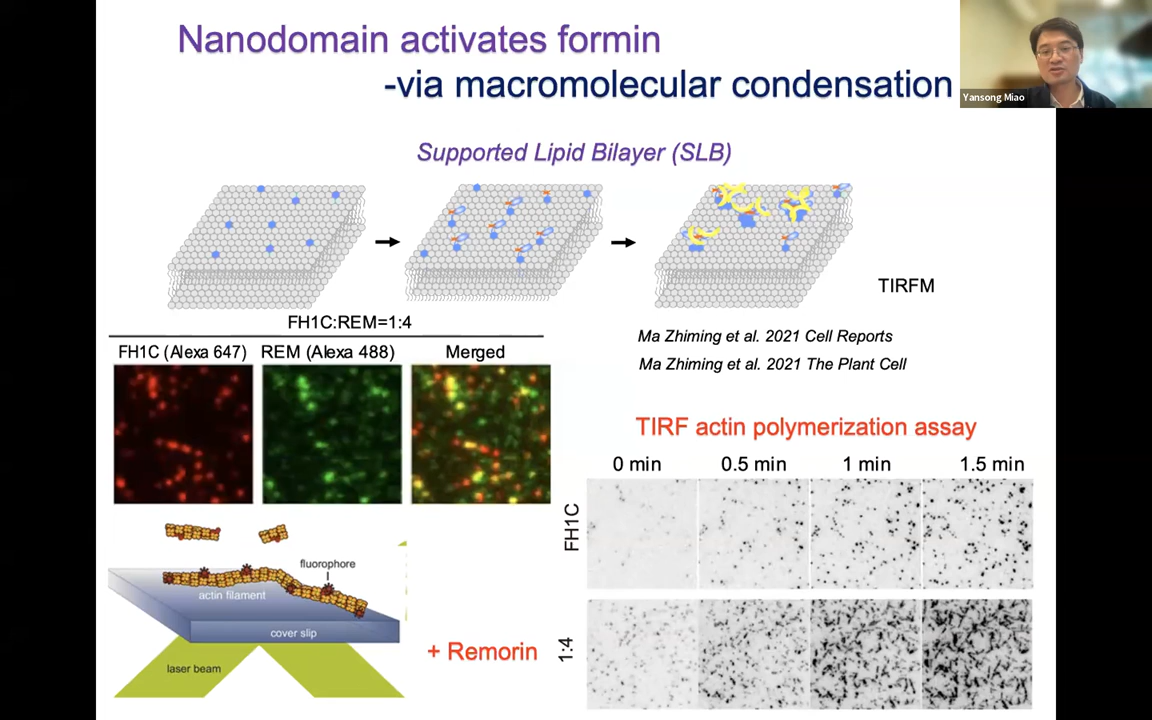 Nanodomain activates formin
-via macromolecular condensation
Yansong Miao
Supported Lipid Bilayer (SLB)
TIRFM
FH1C:REM=1:4
FH1C (Alexa 647) REM (Alexa 488) Merged
Ma Zhiming et al. 2021 Cell Reports
Ma Zhiming et al. 2021 The Plant Cell
TIRF actin polymerization assay
0 min 0.5 min 1 min 1.5 min
FH1C
1:4
fluorophore
actin filament
cover slip
laser beam
+ Remorin